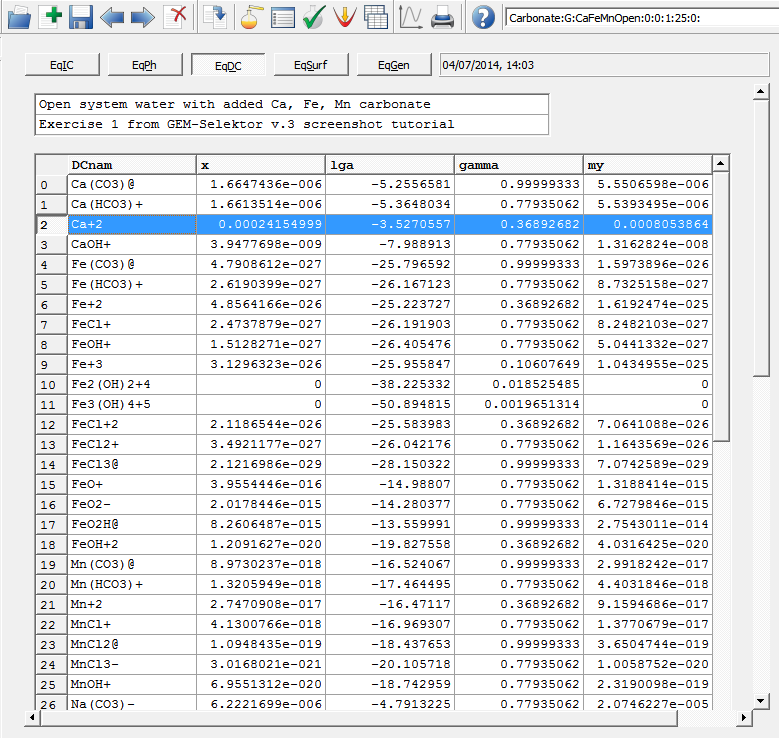 Carbonate:G:CaFeMnOpen:0:0:1:25:0:
EqIC EqPh EqDC EqSurf EqGen 04/07/2014, 14:03
Open system water with added Ca, Fe, Mn carbonate
Exercise 1 from GEM-Selektor v.3 screenshot tutorial
DCnam x lga gamma my
0 Ca(CO3)@ 1.6647436e-006 -5.2556581 0.99999333 5.5506598e-006
1 Ca(HCO3)+ 1.6613514e-006 -5.3648034 0.77935062 5.5393495e-006
2 Ca+2 0.00024154999 -3.5270557 0.36892682 0.0008053864
3 CaOH+ 3.9477698e-009 -7.988913 0.77935062 1.3162824e-008
4 Fe(CO3)@ 4.7908612e-027 -25.796592 0.99999333 1.5973896e-026
5 Fe(HCO3)+ 2.6190399e-027 -26.167123 0.77935062 8.7325158e-027
6 Fe+2 4.8564166e-026 -25.223727 0.36892682 1.6192474e-025
7 FeCl+ 2.4737879e-027 -26.191903 0.77935062 8.2482103e-027
8 FeOH+ 1.5128271e-027 -26.405476 0.77935062 5.0441332e-027
9 Fe+3 3.1296323e-026 -25.955847 0.10607649 1.0434955e-025
10 Fe2(OH)2+4 0 -38.225332 0.018525485 0
11 Fe3(OH)4+5 0 -50.894815 0.0019651314 0
12 FeCl+2 2.1186544e-026 -25.583983 0.36892682 7.0641088e-026
13 FeCl2+ 3.4921177e-027 -26.042176 0.77935062 1.1643569e-026
14 FeCl3@ 2.1216986e-029 -28.150322 0.99999333 7.0742589e-029
15 FeO+ 3.9554446e-016 -14.98807 0.77935062 1.3188414e-015
16 FeO2- 2.0178446e-015 -14.280377 0.77935062 6.7279846e-015
17 FeO2H@ 8.2606487e-015 -13.559991 0.99999333 2.7543011e-014
18 FeOH+2 1.2091627e-020 -19.827558 0.36892682 4.0316425e-020
19 Mn(CO3)@ 8.9730237e-018 -16.524067 0.99999333 2.9918242e-017
20 Mn(HCO3)+ 1.3205949e-018 -17.464495 0.77935062 4.4031848e-018
21 Mn+2 2.7470908e-017 -16.47117 0.36892682 9.1594686e-017
22 MnCl+ 4.1300766e-018 -16.969307 0.77935062 1.3770679e-017
23 MnCl2@ 1.0948435e-019 -18.437653 0.99999333 3.6504744e-019
24 MnCl3- 3.0168021e-021 -20.105718 0.77935062 1.0058752e-020
25 MnOH+ 6.9551312e-020 -18.742959 0.77935062 2.3190098e-019
26 Na(CO3)- 6.2221699e-006 -4.7913225 0.77935062 2.0746227e-005